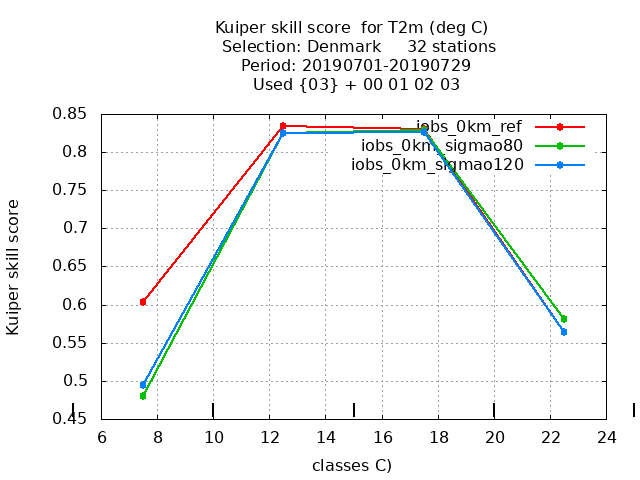 Kuiper skill score  for T2m (deg C)
Selection: Denmark     32 stations
Period: 20190701-20190729
Used {03} + 00 01 02 03
iobs_0km_ref
iobs_0km_sigmao80
iobs_0km_sigmao120
Kuiper skill score
0.85
0.8
0.75
0.7
0.65
0.6
0.55
0.5
0.45
6 8 10 12 14 16 18 20 22 24
classes C)